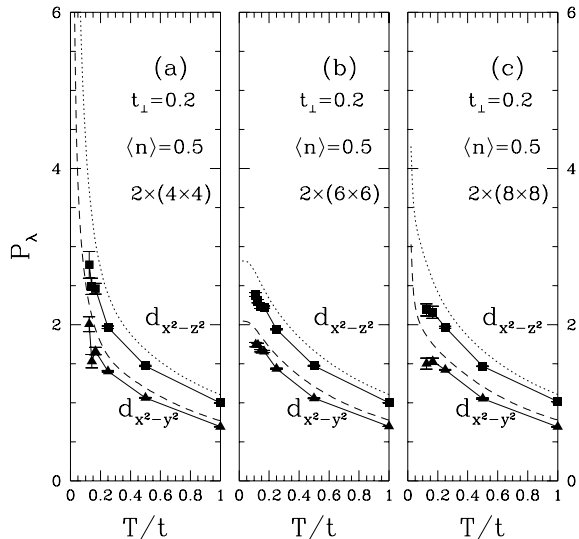 6
6
6
(a)
(b)
(c)
t⊥=0.2
t⊥=0.2
t⊥=0.2
⟨n⟩=0.5
⟨n⟩=0.5
⟨n⟩=0.5
4
4
4
2×(4×4)
2×(6×6)
2×(8×8)
P_λ
d_{x²−z²}
d_{x²−z²}
d_{x²−z²}
2
2
2
d_{x²−y²}
d_{x²−y²}
d_{x²−y²}
0
0
0
0 0.2 0.4 0.6 0.8 1
0 0.2 0.4 0.6 0.8 1
0 0.2 0.4 0.6 0.8 1
T/t
T/t
T/t